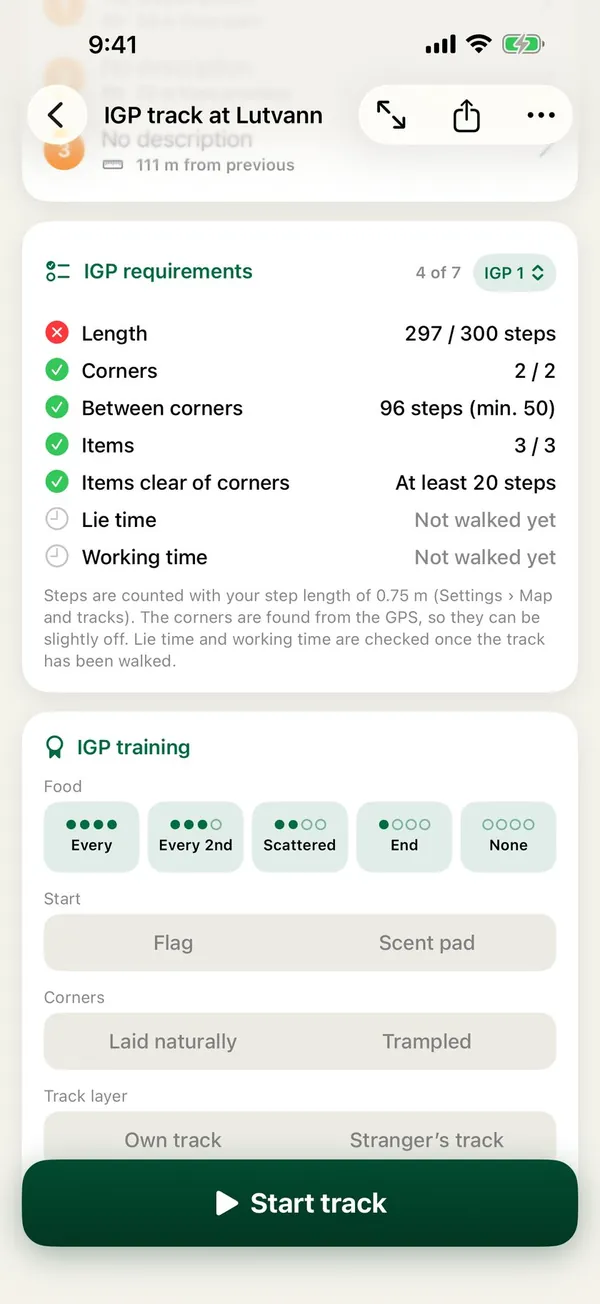 9:41
IGP track at Lutvann
No description
3
111 m from previous
IGP requirements
4 of 7
IGP 1
Length
297 / 300 steps
Corners
2 / 2
Between corners
96 steps (min. 50)
Items
3 / 3
Items clear of corners
At least 20 steps
Lie time
Not walked yet
Working time
Not walked yet
Steps are counted with your step length of 0.75 m (Settings › Map
and tracks). The corners are found from the GPS, so they can be
slightly off. Lie time and working time are checked once the track
has been walked.
IGP training
Food
Every
Every 2nd
Scattered
End
None
Start
Flag
Scent pad
Corners
Laid naturally
Trampled
Track layer
Own track
Stranger’s track
Start track